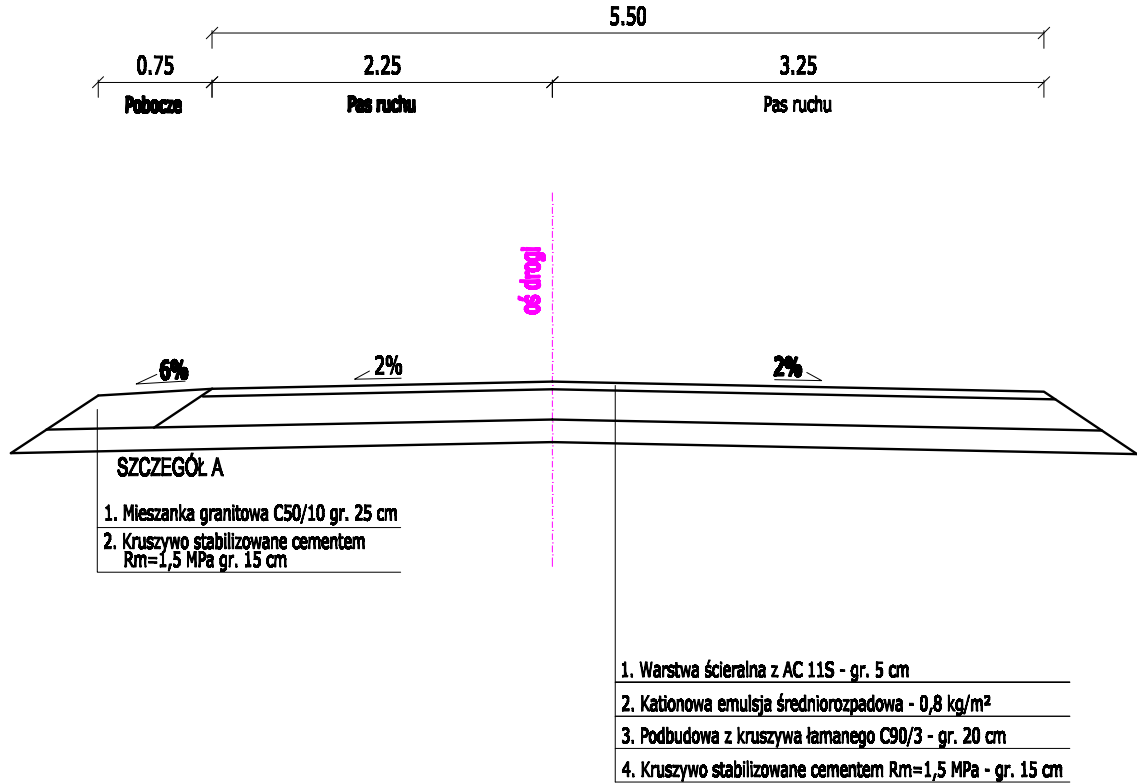 5.50
0.75
2.25
3.25
Pobocze
Pas ruchu
Pas ruchu
oś drogi
6%
2%
2%
SZCZEGÓŁ A
1. Mieszanka granitowa C50/10 gr. 25 cm
2. Kruszywo stabilizowane cementem
Rm=1,5 MPa gr. 15 cm
1. Warstwa ścieralna z AC 11S - gr. 5 cm
2. Kationowa emulsja średniorozpadowa - 0,8 kg/m²
3. Podbudowa z kruszywa łamanego C90/3 - gr. 20 cm
4. Kruszywo stabilizowane cementem Rm=1,5 MPa - gr. 15 cm